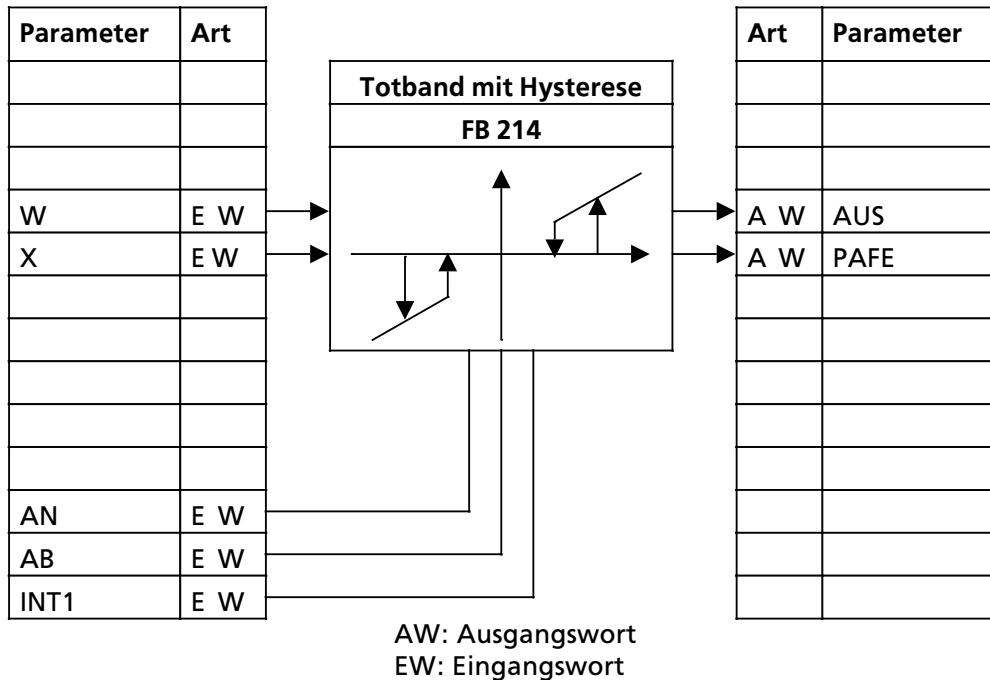 Parameter Art
Totband mit Hysterese
FB 214
Art Parameter
W E W
X E W
A W AUS
A W PAFE
AN E W
AB E W
INT1 E W
AW: Ausgangswort
EW: Eingangswort